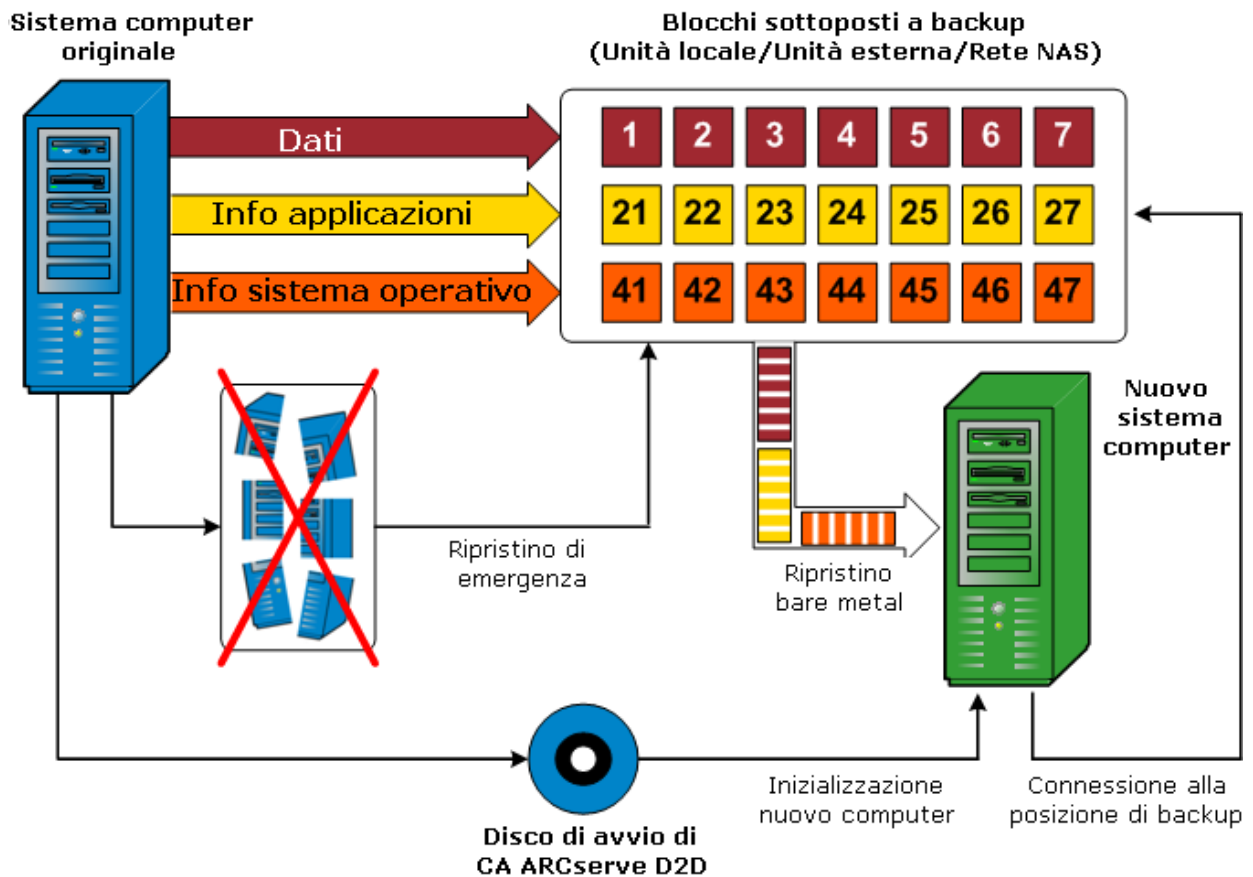 Sistema computer
originale
Blocchi sottoposti a backup
(Unità locale/Unità esterna/Rete NAS)
Dati
1 2 3 4 5 6 7
Info applicazioni
21 22 23 24 25 26 27
Info sistema operativo
41 42 43 44 45 46 47
Nuovo
sistema
computer
Ripristino di
emergenza
Ripristino
bare metal
Inizializzazione
nuovo computer
Connessione alla
posizione di backup
Disco di avvio di
CA ARCserve D2D